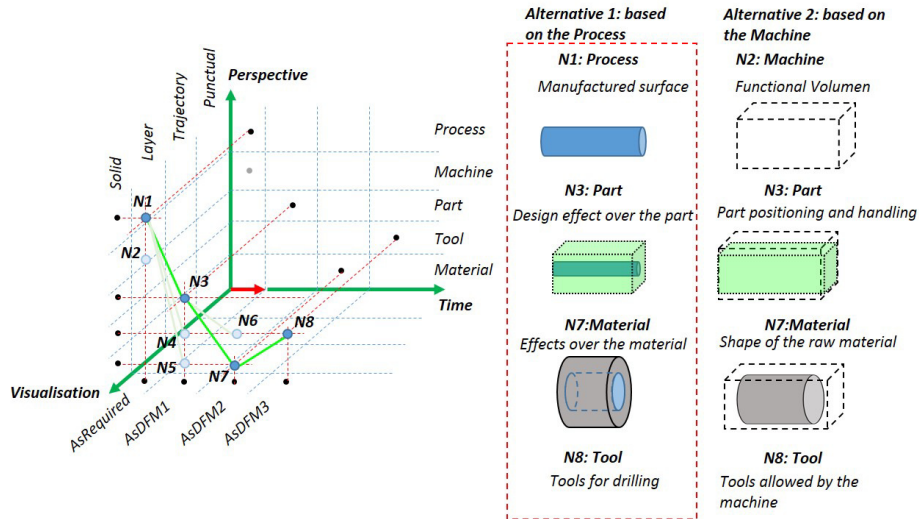 Perspective
Solid
Layer
Trajectory
Punctual
Process
Machine
Part
Tool
Material
Time
N1
N2
N3
N4
N5
N6
N7
N8
Visualisation
AsRequired
AsDFM1
AsDFM2
AsDFM3
Alternative 1: based
on the Process
N1: Process
Manufactured surface
N3: Part
Design effect over the part
N7:Material
Effects over the material
N8: Tool
Tools for drilling
Alternative 2: based on
the Machine
N2: Machine
Functional Volumen
N3: Part
Part positioning and handling
N7:Material
Shape of the raw material
N8: Tool
Tools allowed by the
machine